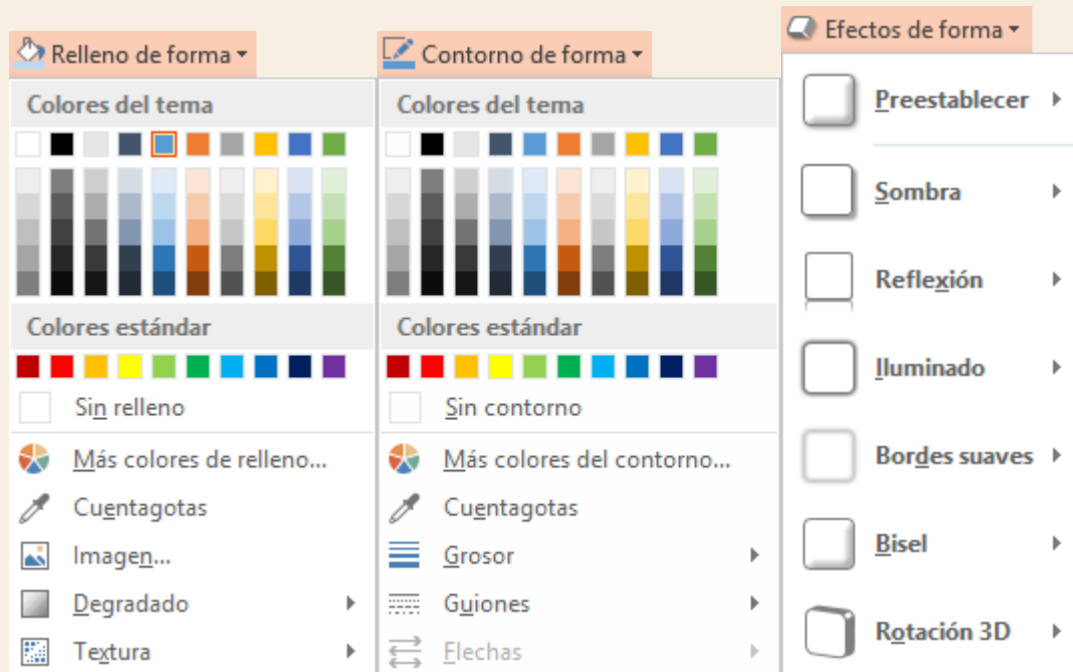 Relleno de forma
Colores del tema
Colores estándar
Sin relleno
Más colores de relleno...
Cuentagotas
Imagen...
Degradado
Textura
Contorno de forma
Colores del tema
Colores estándar
Sin contorno
Más colores del contorno...
Cuentagotas
Grosor
Guiones
Flechas
Efectos de forma
Preestablecer
Sombra
Reflexión
Iluminado
Bordes suaves
Bisel
Rotación 3D